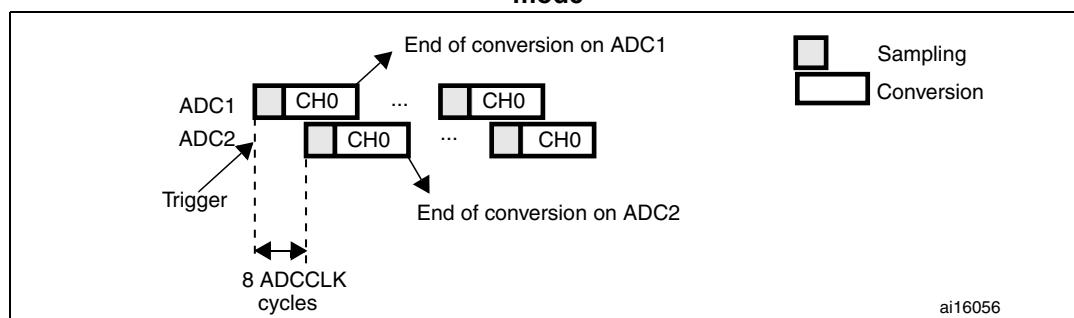 mode
End of conversion on ADC1
Sampling
Conversion
ADC1 CH0 ... CH0
ADC2 CH0 ... CH0
Trigger
End of conversion on ADC2
8 ADCCLK
cycles
ai16056